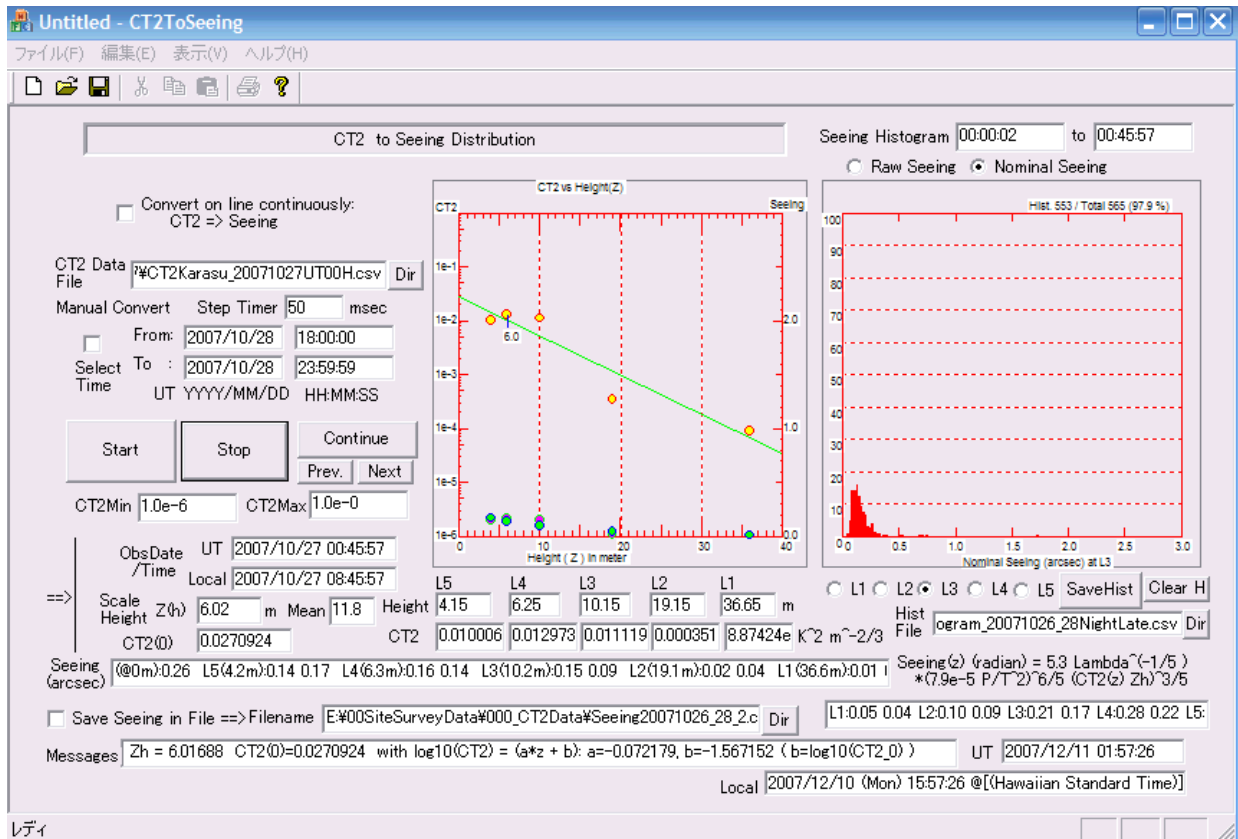 Untitled - CT2ToSeeing
ファイル(F) 編集(E) 表示(V) ヘルプ(H)
CT2 to Seeing Distribution
Seeing Histogram 00:00:02 to 00:45:57
Raw Seeing Nominal Seeing
Convert on line continuously:
CT2 => Seeing
CT2 Data
File
¥CT2Karasu_20071027UT00H.csv Dir
Manual Convert Step Timer 50 msec
From: 2007/10/28 18:00:00
Select
Time
To : 2007/10/28 23:59:59
UT YYYY/MM/DD HH:MM:SS
Start Stop Continue
Prev. Next
CT2Min 1.0e-6 CT2Max 1.0e-0
CT2 vs Height(Z)
CT2 Seeing
1e-1
1e-2 2.0
6.0
1e-3
1e-4 1.0
1e-5
1e-6 0.0
0 10 20 30 40
Height ( Z ) in meter
Hist. 553 / Total 565 (97.9 %)
100
90
80
70
60
50
40
30
20
10
0 0 0.5 1.0 1.5 2.0 2.5 3.0
Nominal Seeing (arcsec) at L3
==>
ObsDate
/Time
UT 2007/10/27 00:45:57
Local 2007/10/27 08:45:57
Scale
Height
Z(h) 6.02 m Mean 11.8
CT2(0) 0.0270924
L5 L4 L3 L2 L1
Height 4.15 6.25 10.15 19.15 36.65 m
CT2 0.010006 0.012973 0.011119 0.000351 8.87424e K^2 m^-2/3
L1 L2 L3 L4 L5 SaveHist Clear H
Hist
File
ogram_20071026_28NightLate.csv Dir
Seeing
(arcsec)
(@0m):0.26 L5(4.2m):0.14 0.17 L4(6.3m):0.16 0.14 L3(10.2m):0.15 0.09 L2(19.1m):0.02 0.04 L1(36.6m):0.01
Seeing(z) (radian) = 5.3 Lambda^(-1/5 )
*(7.9e-5 P/T^2)^6/5 (CT2(z) Zh)^3/5
Save Seeing in File ==>Filename E:¥00SiteSurveyData¥000_CT2Data¥Seeing20071026_28_2.c Dir
L1:0.05 0.04 L2:0.10 0.09 L3:0.21 0.17 L4:0.28 0.22 L5:
Messages Zh = 6.01688 CT2(0)=0.0270924 with log10(CT2) = (a*z + b): a=-0.072179, b=-1.567152 ( b=log10(CT2_0) )
UT 2007/12/11 01:57:26
Local 2007/12/10 (Mon) 15:57:26 @[(Hawaiian Standard Time)]
レディ